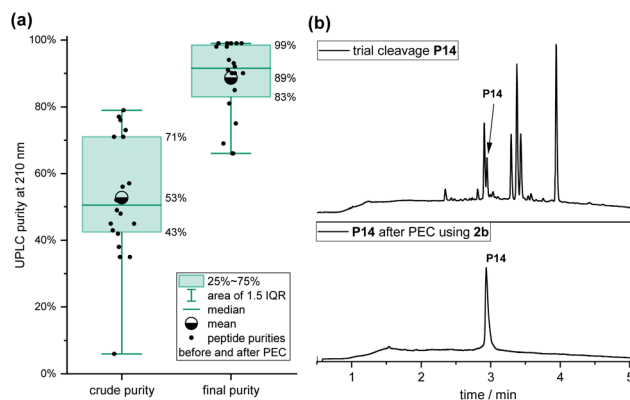 (a)
100%
80%
60%
40%
20%
0%
UPLC purity at 210 nm
71%
53%
43%
99%
89%
83%
25%~75%
area of 1.5 IQR
median
mean
peptide purities
before and after PEC
crude purity
final purity
(b)
trial cleavage P14
P14
P14 after PEC using 2b
P14
1
2
3
4
5
time / min